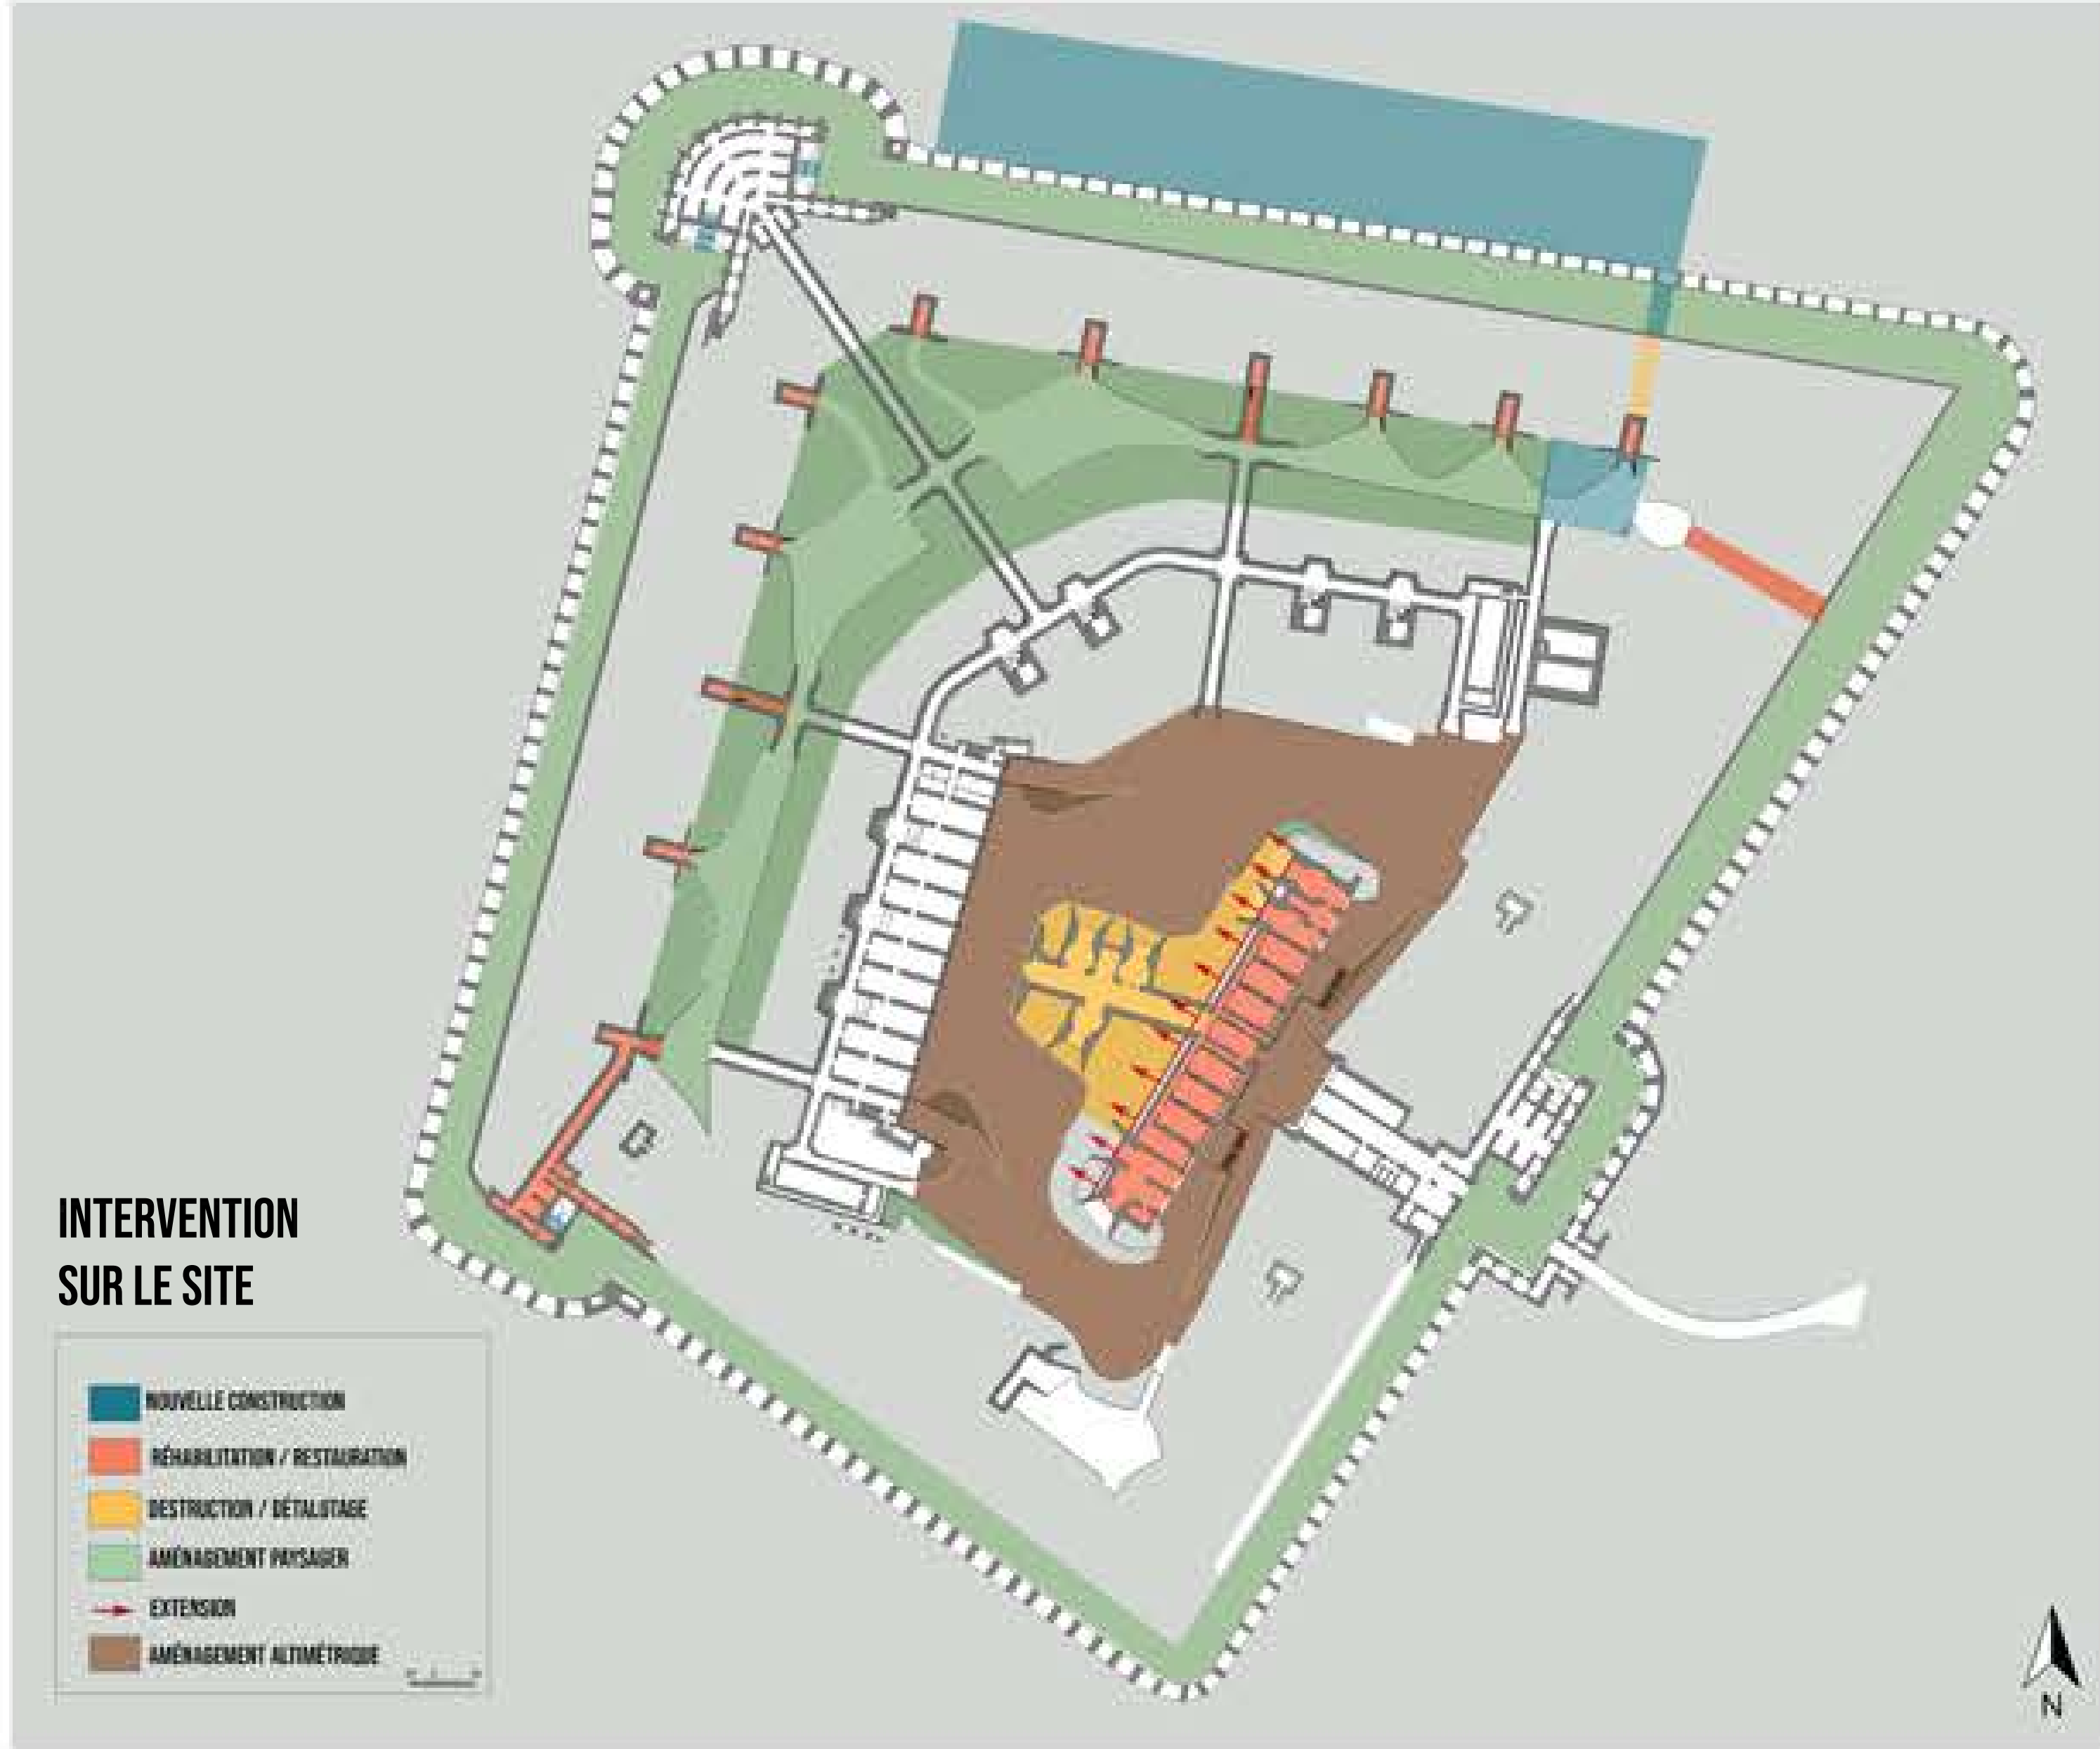 INTERVENTION
SUR LE SITE
NOUVELLE CONSTRUCTION
RÉHABILITATION / RESTAURATION
DESTRUCTION / DÉTALUTAGE
AMÉNAGEMENT PAYSAGER
EXTENSION
AMÉNAGEMENT ALTIMÉTRIQUE
N